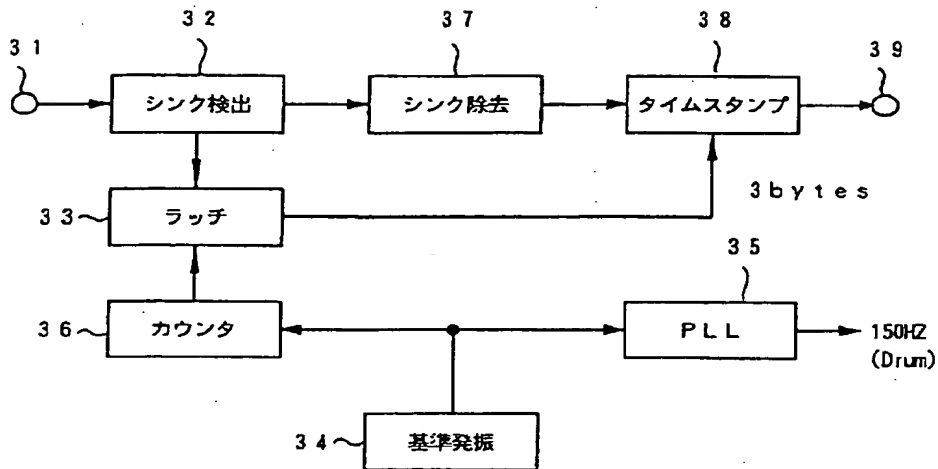 ３２
３７
３８
３１
３９
シンク検出
シンク除去
タイムスタンプ
３bytes
３３
ラッチ
３５
３６
カウンタ
PLL
150HZ
(Drum)
３４
基準発振